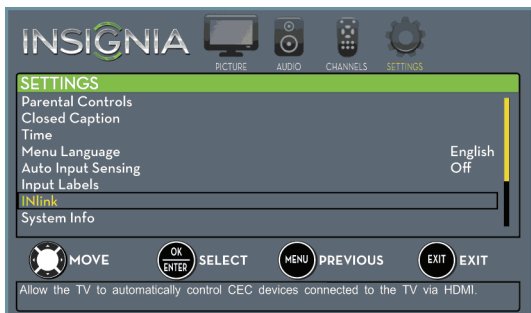 INSIGNIA
PICTURE AUDIO CHANNELS SETTINGS
SETTINGS
Parental Controls
Closed Caption
Time
Menu Language English
Auto Input Sensing Off
Input Labels
INlink
System Info
MOVE OK ENTER SELECT MENU PREVIOUS EXIT EXIT
Allow the TV to automatically control CEC devices connected to the TV via HDMI.